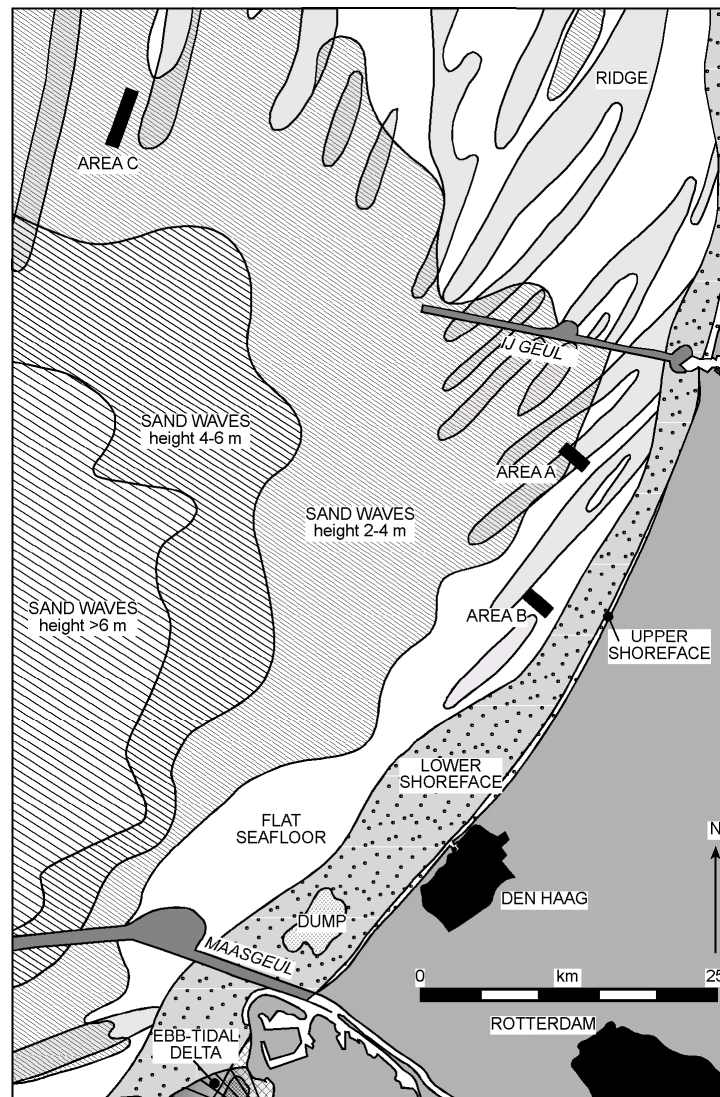 RIDGE
AREA C
IJ GEUL
SAND WAVES
height 4-6 m
AREA A
SAND WAVES
height 2-4 m
SAND WAVES
height >6 m
AREA B
UPPER
SHOREFACE
LOWER
SHOREFACE
FLAT
SEAFLOOR
N
DEN HAAG
DUMP
MAASGEUL
0 km 25
ROTTERDAM
EBB-TIDAL
DELTA